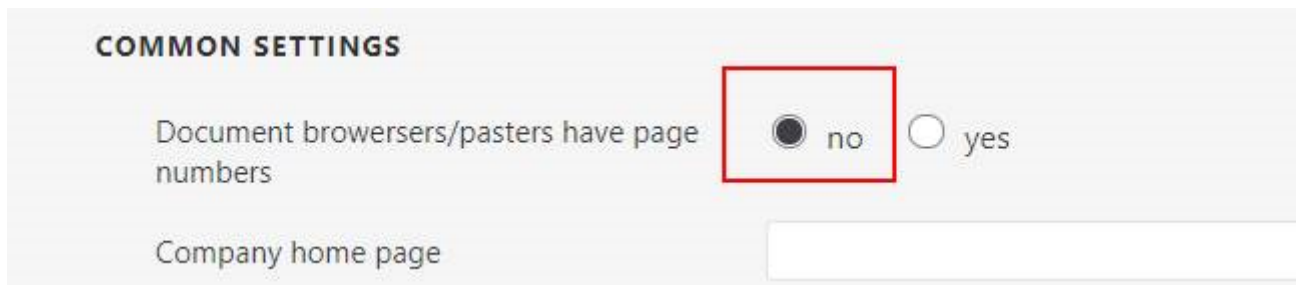 COMMON SETTINGS
Document browersers/pasters have page
numbers
no
yes
Company home page